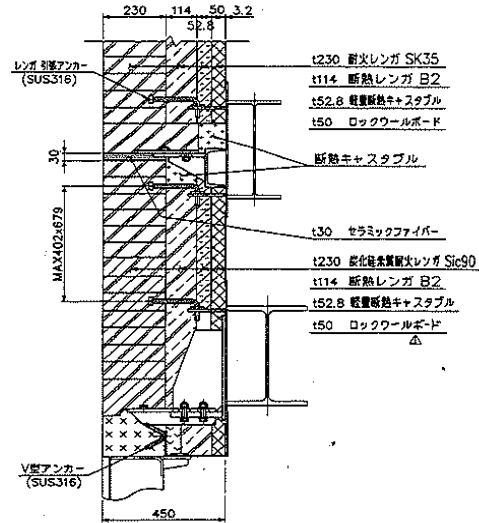 230 114 50 3.2
52.8
レンガ 引張アンカー
(SUS316)
t230 耐火レンガ SK35
t114 断熱レンガ B2
t52.8 軽量断熱キャスタブル
t50 ロックウールボード
断熱キャスタブル
30
MAX402x679
t30 セラミックファイバー
t230 炭化硅素質耐火レンガ Sic90
t114 断熱レンガ B2
t52.8 軽量断熱キャスタブル
t50 ロックウールボード
V型アンカー
(SUS316)
450